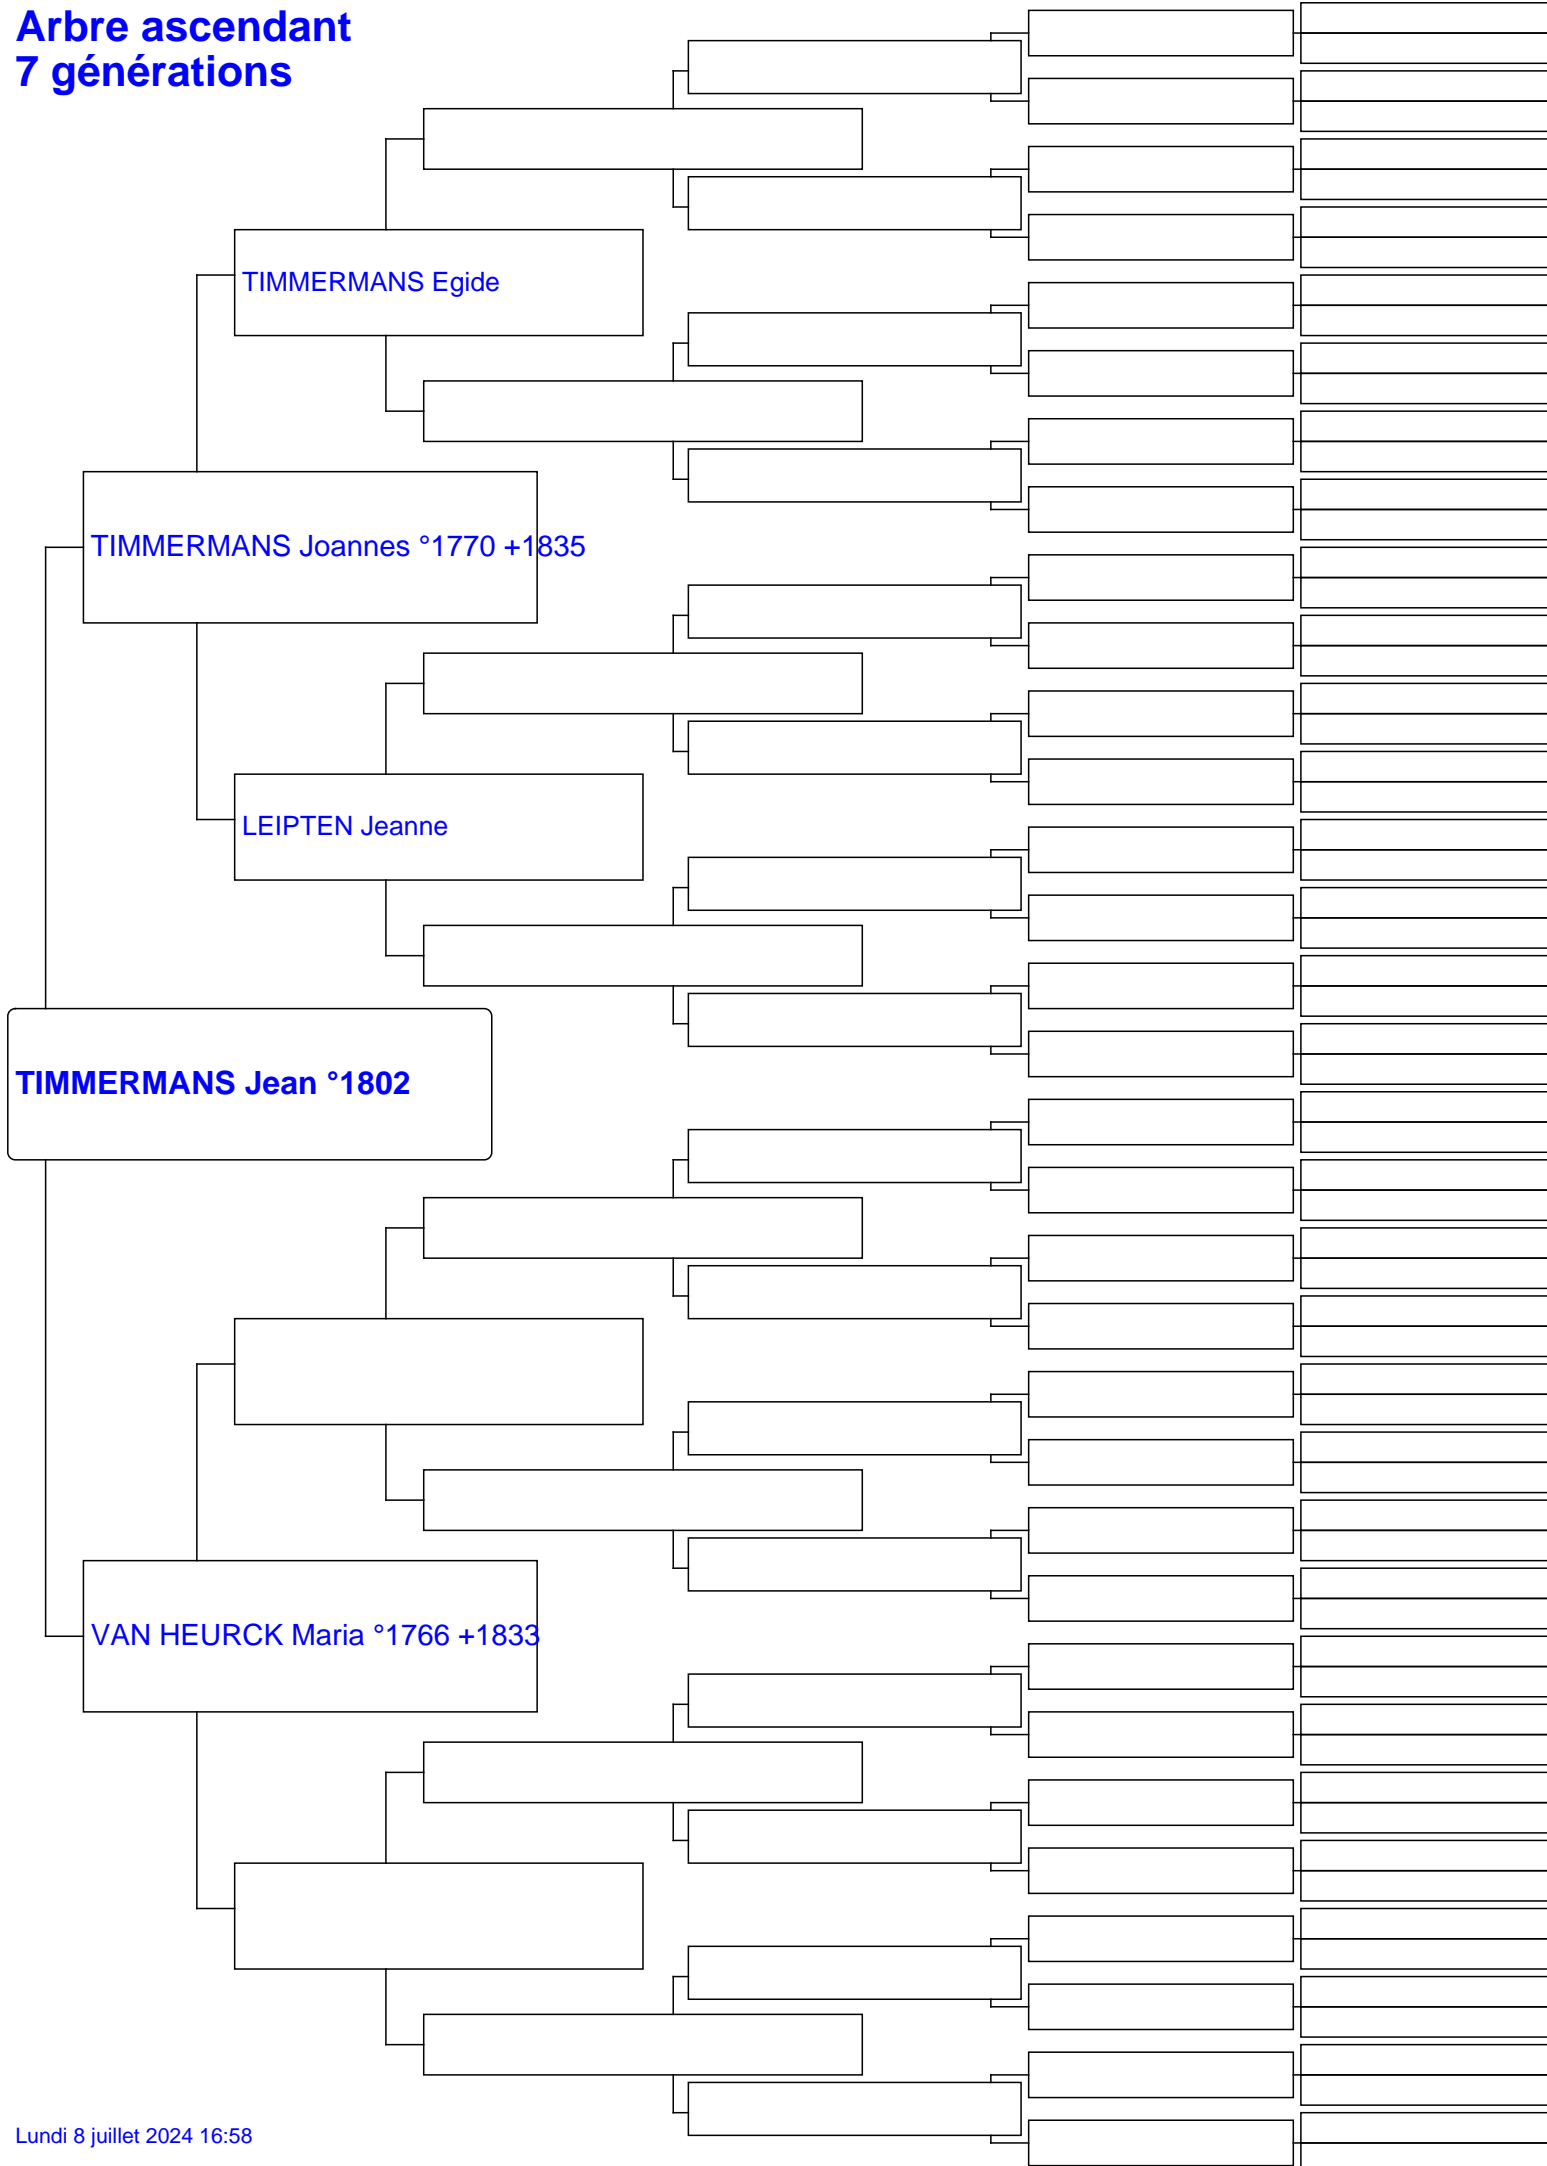 Arbre ascendant
7 générations
TIMMERMANS Egide
TIMMERMANS Joannes °1770 +1835
LEIPTEN Jeanne
TIMMERMANS Jean °1802
VAN HEURCK Maria °1766 +1833
Lundi 8 juillet 2024 16:58